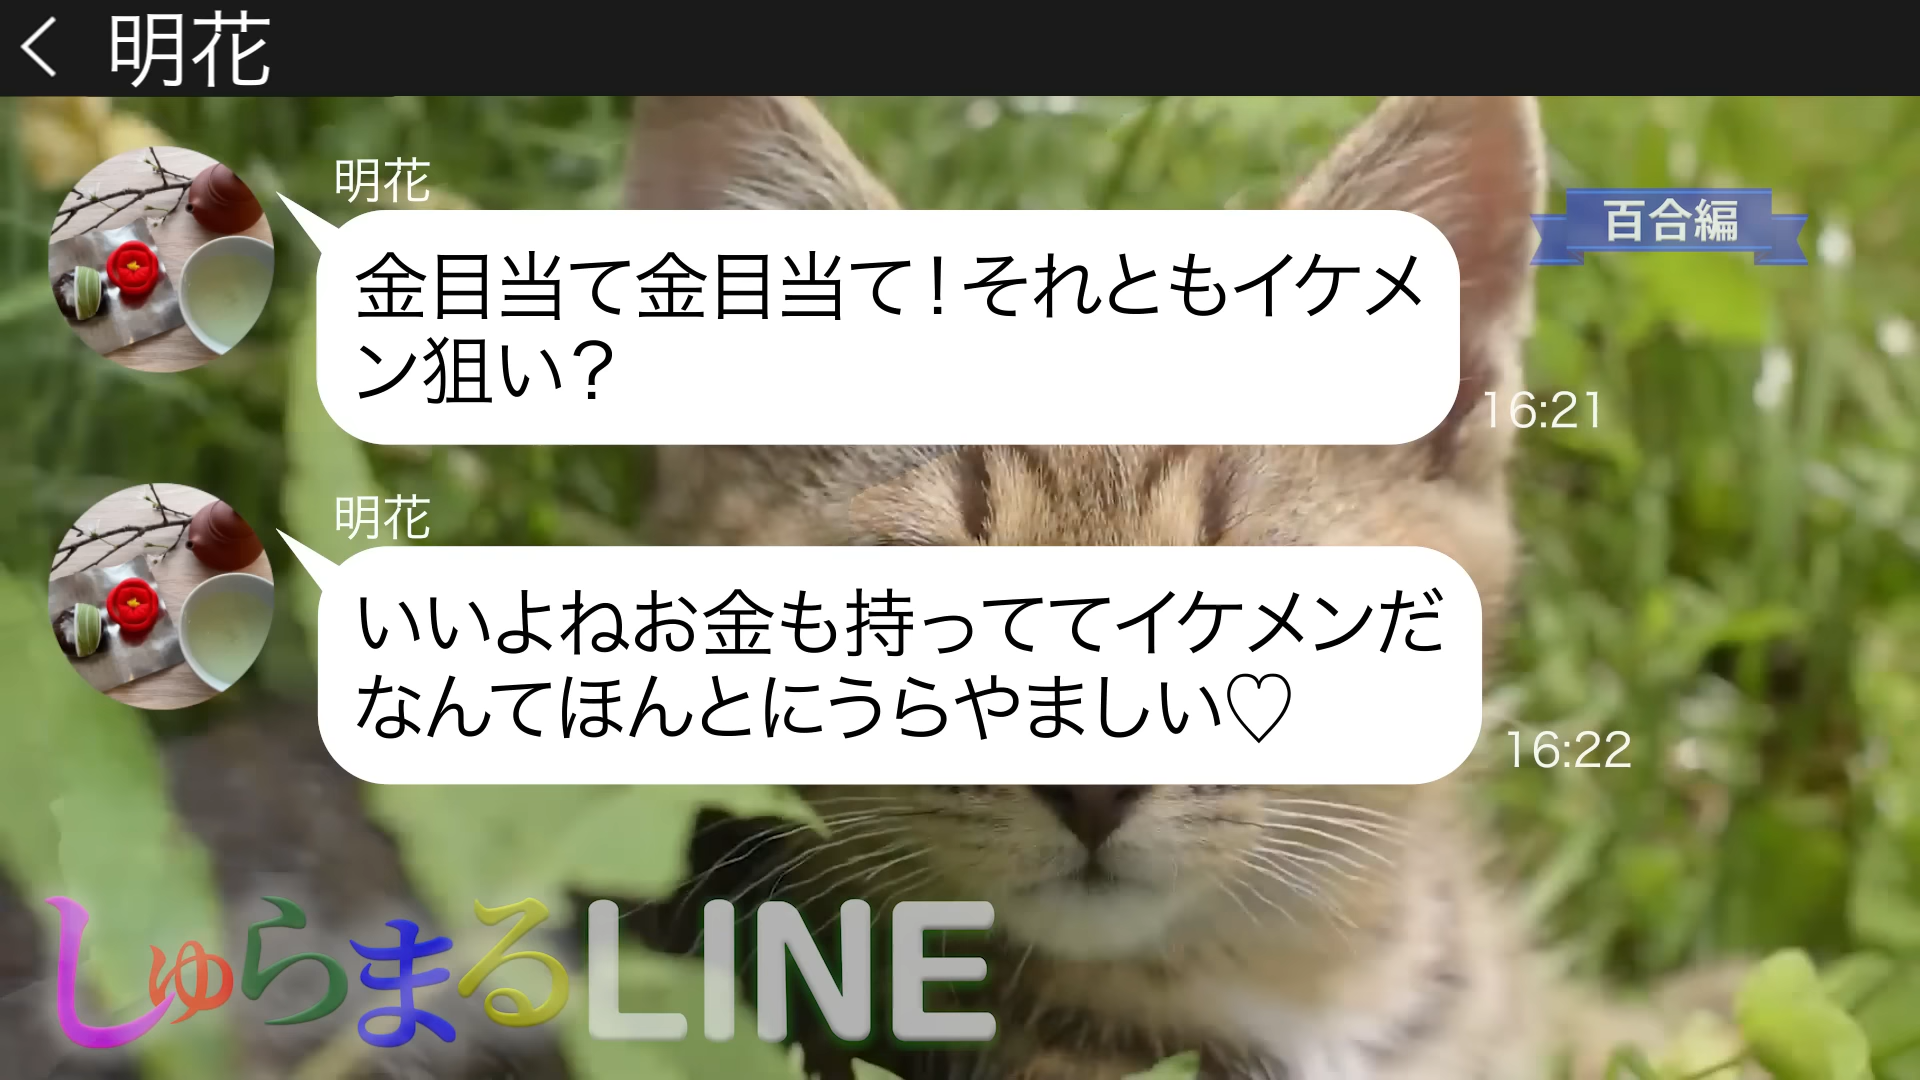 明花
明花
百合編
金目当て金目当て！それともイケメ
ン狙い？
16:21
明花
いいよねお金も持っててイケメンだ
なんてほんとにうらやましい♡
16:22
しゅらまるLINE